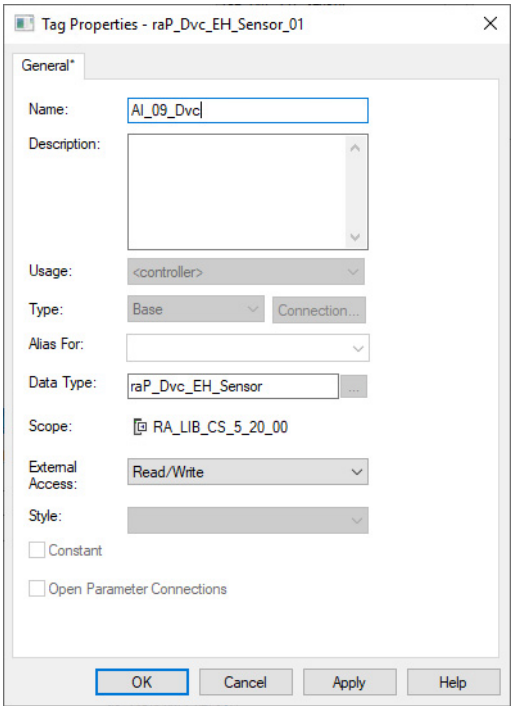 Tag Properties - raP_Dvc_EH_Sensor_01
General*
Name: AI_09_Dvc
Description:
Usage: <controller>
Type: Base Connection...
Alias For:
Data Type: raP_Dvc_EH_Sensor ...
Scope: RA_LIB_CS_5_20_00
External
Access: Read/Write
Style:
Constant
Open Parameter Connections
OK Cancel Apply Help